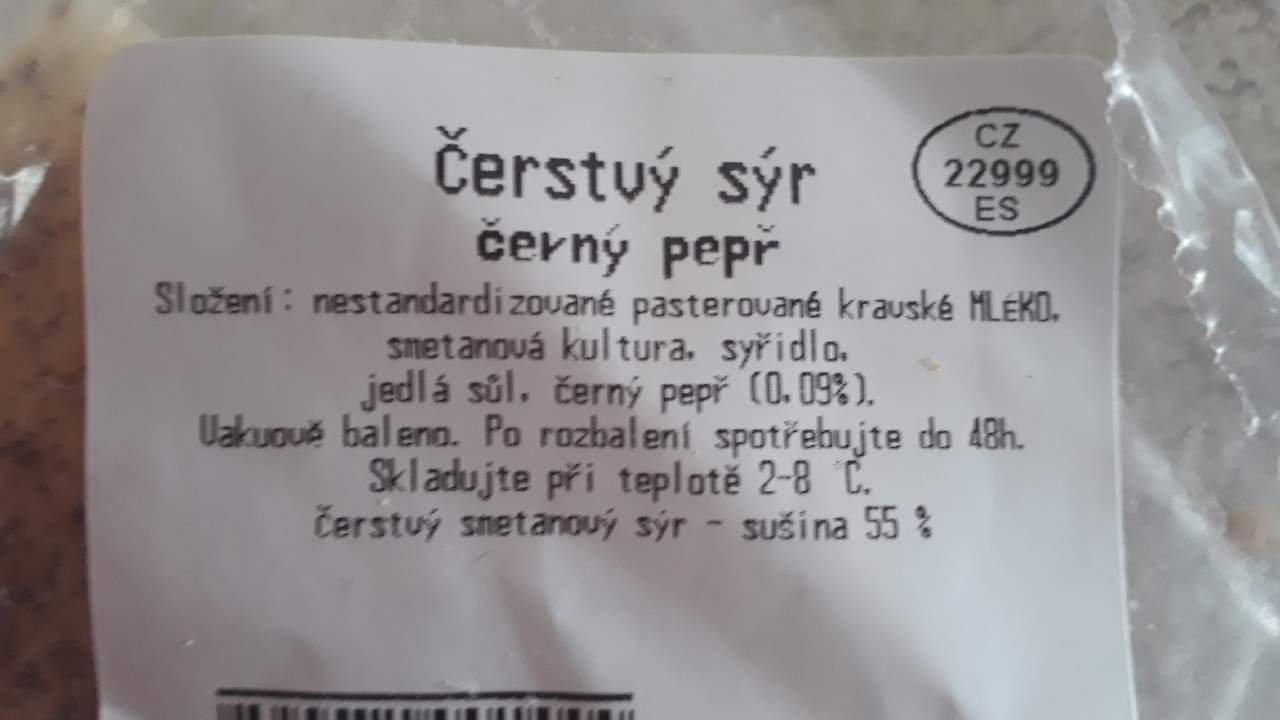 Čerstvý sýr
černý pepř
CZ
22999
ES
Složení: nestandardizované pasterované kravské MLÉKO,
smetanová kultura, syřidlo,
jedlá sůl, černý pepř (0,09%).
Vakuově baleno. Po rozbalení spotřebujte do 48h.
Skladujte při teplotě 2-8 °C.
čerstvý smetanový sýr - sušina 55 %